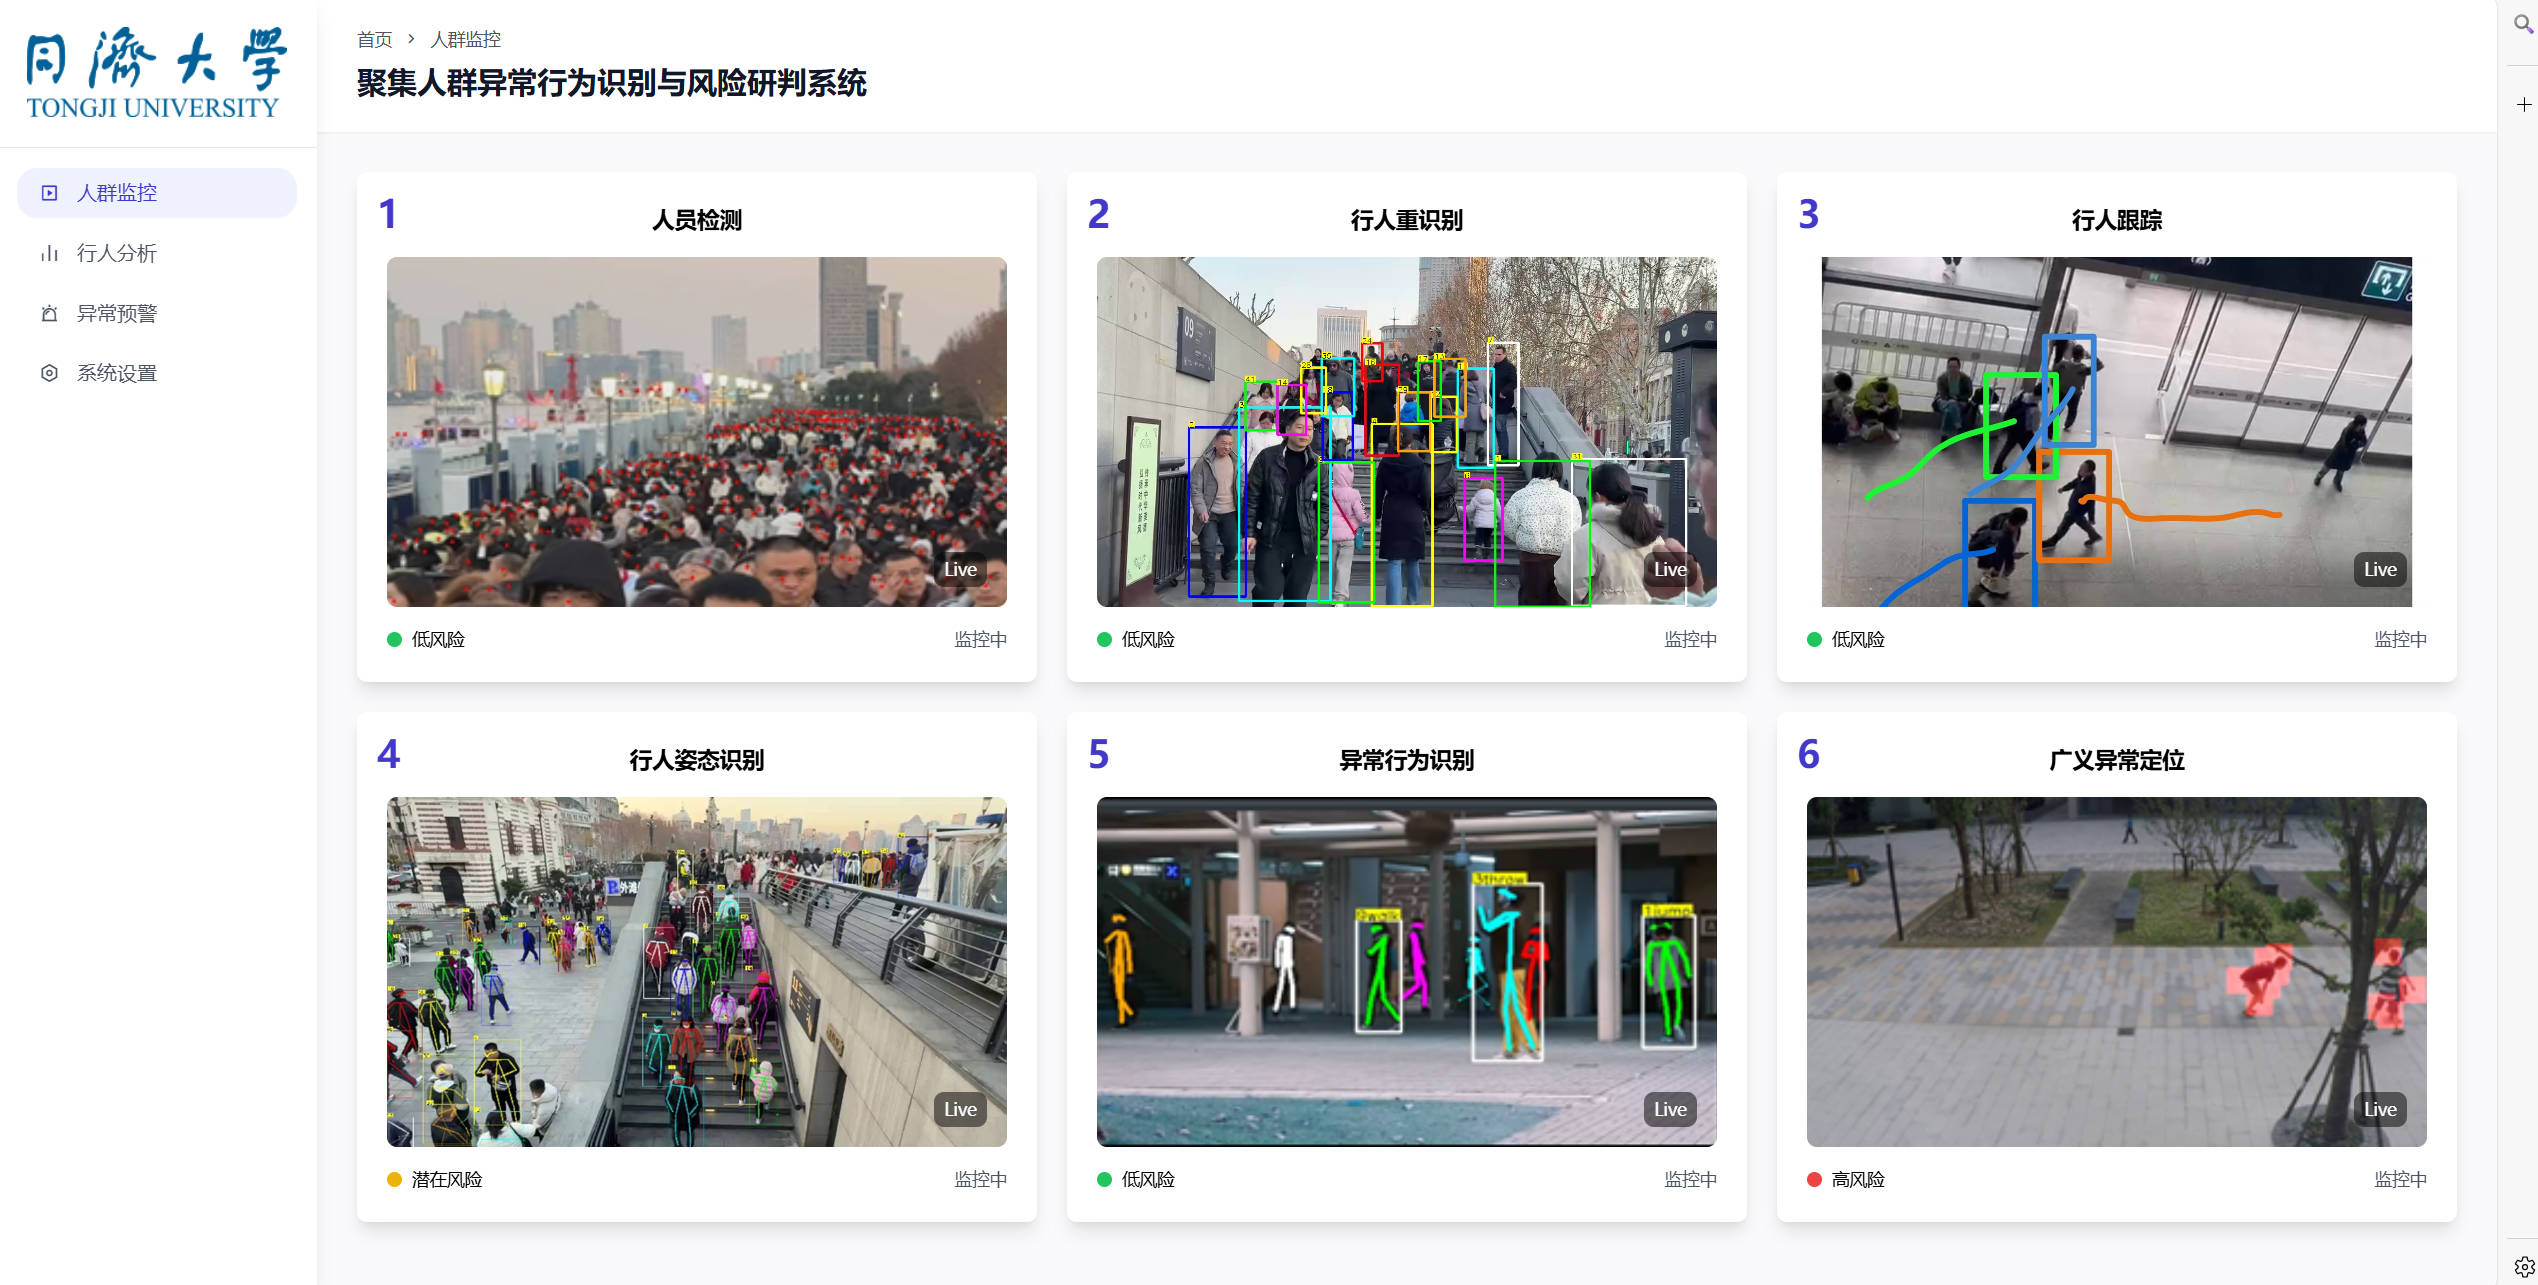 同濟大學
TONGJI UNIVERSITY
人群监控
行人分析
异常预警
系统设置
首页 > 人群监控
聚集人群异常行为识别与风险研判系统
1 人员检测
Live
低风险 监控中
2 行人重识别
09
Live
低风险 监控中
3 行人跟踪
Live
低风险 监控中
4 行人姿态识别
P外滩
Live
潜在风险 监控中
5 异常行为识别
3throw
1jump
Live
低风险 监控中
6 广义异常定位
Live
高风险 监控中